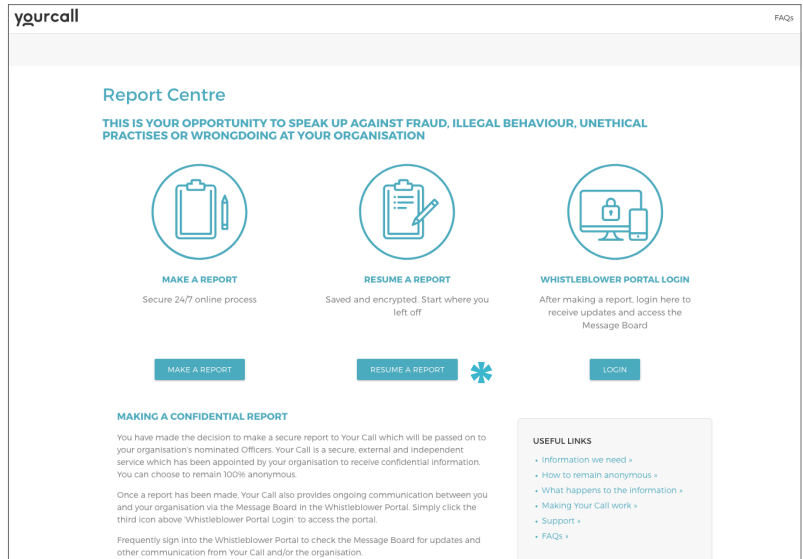 yourcall
FAQs
Report Centre
THIS IS YOUR OPPORTUNITY TO SPEAK UP AGAINST FRAUD, ILLEGAL BEHAVIOUR, UNETHICAL
PRACTISES OR WRONGDOING AT YOUR ORGANISATION
MAKE A REPORT
Secure 24/7 online process
MAKE A REPORT
RESUME A REPORT
Saved and encrypted. Start where you
left off
RESUME A REPORT
WHISTLEBLOWER PORTAL LOGIN
After making a report, login here to
receive updates and access the
Message Board
LOGIN
MAKING A CONFIDENTIAL REPORT
You have made the decision to make a secure report to Your Call which will be passed on to
your organisation's nominated Officers. Your Call is a secure, external and independent
service which has been appointed by your organisation to receive confidential information.
You can choose to remain 100% anonymous.
Once a report has been made, Your Call also provides ongoing communication between you
and your organisation via the Message Board in the Whistleblower Portal. Simply click the
third icon above 'Whistleblower Portal Login' to access the portal.
Frequently sign into the Whistleblower Portal to check the Message Board for updates and
other communication from Your Call and/or the organisation.
USEFUL LINKS
• Information we need »
• How to remain anonymous »
• What happens to the information »
• Making Your Call work »
• Support »
• FAQs »